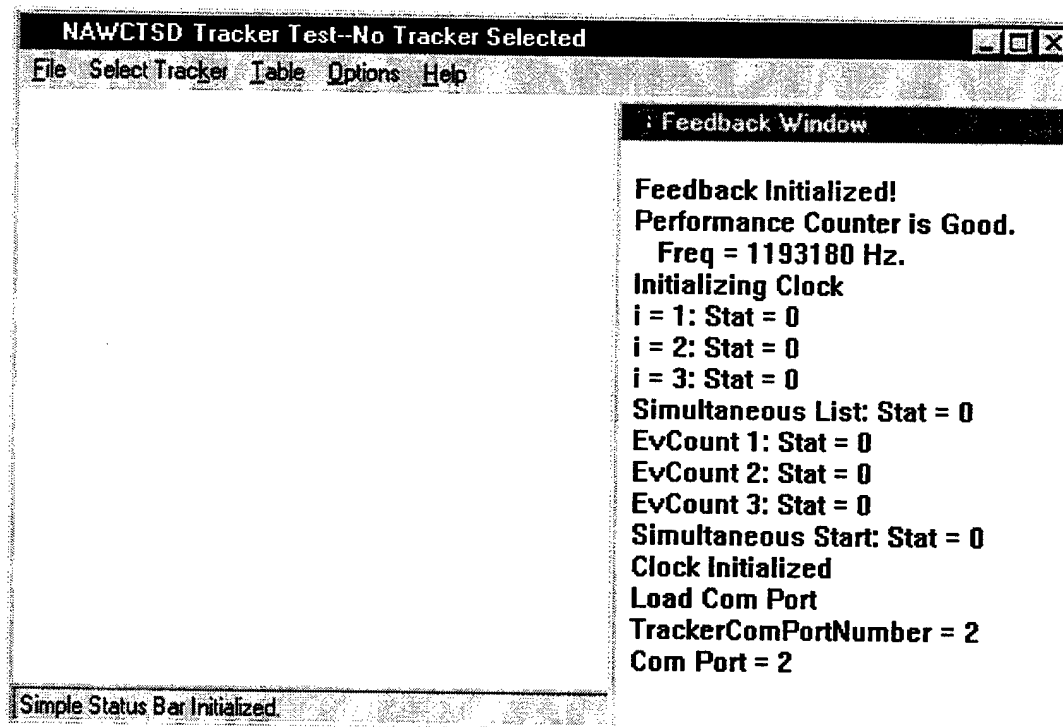 NAWCTSD Tracker Test--No Tracker Selected
File Select Tracker Table Options Help
Feedback Window
Feedback Initialized!
Performance Counter is Good.
Freq = 1193180 Hz.
Initializing Clock
i = 1: Stat = 0
i = 2: Stat = 0
i = 3: Stat = 0
Simultaneous List: Stat = 0
EvCount 1: Stat = 0
EvCount 2: Stat = 0
EvCount 3: Stat = 0
Simultaneous Start: Stat = 0
Clock Initialized
Load Com Port
TrackerComPortNumber = 2
Com Port = 2
Simple Status Bar Initialized.